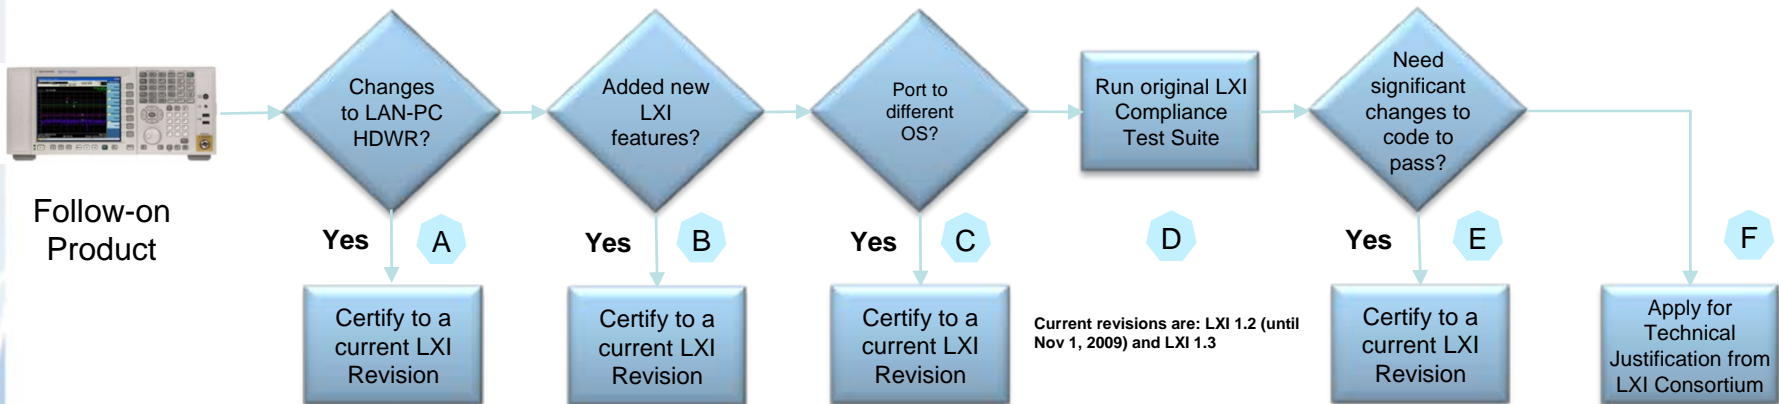 Follow-on
Product
Changes
to LAN-PC
HDWR?
Yes
A
Certify to a
current LXI
Revision
Added new
LXI
features?
Yes
B
Certify to a
current LXI
Revision
Port to
different
OS?
Yes
C
Certify to a
current LXI
Revision
Run original LXI
Compliance
Test Suite
D
Current revisions are: LXI 1.2 (until
Nov 1, 2009) and LXI 1.3
Need
significant
changes to
code to
pass?
Yes
E
Certify to a
current LXI
Revision
F
Apply for
Technical
Justification from
LXI Consortium